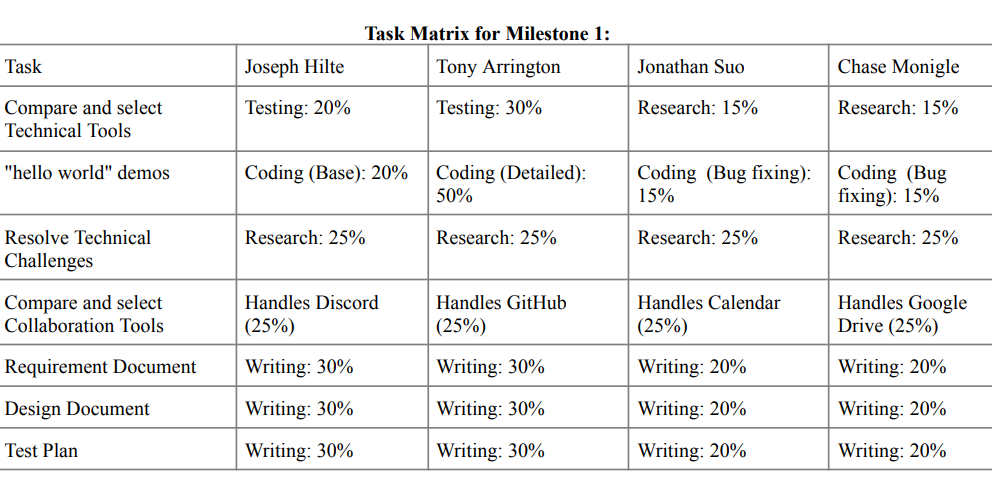 Task Matrix for Milestone 1:
Task Joseph Hilte Tony Arrington Jonathan Suo Chase Monigle
Compare and select Testing: 20% Testing: 30% Research: 15% Research: 15%
Technical Tools
"hello world" demos Coding (Base): 20% Coding (Detailed): Coding (Bug fixing): Coding (Bug
50% 15% fixing): 15%
Resolve Technical Research: 25% Research: 25% Research: 25% Research: 25%
Challenges
Compare and select Handles Discord Handles GitHub Handles Calendar Handles Google
Collaboration Tools (25%) (25%) (25%) Drive (25%)
Requirement Document Writing: 30% Writing: 30% Writing: 20% Writing: 20%
Design Document Writing: 30% Writing: 30% Writing: 20% Writing: 20%
Test Plan Writing: 30% Writing: 30% Writing: 20% Writing: 20%